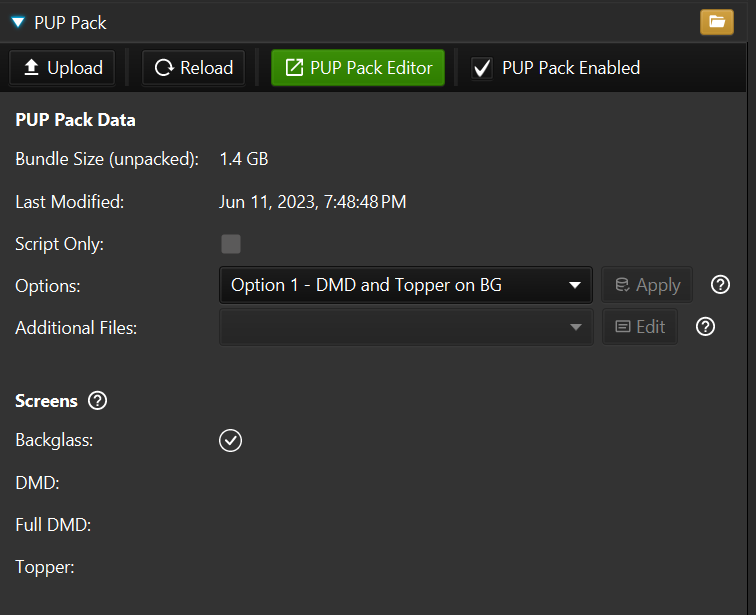 PUP Pack
Upload Reload PUP Pack Editor PUP Pack Enabled
PUP Pack Data
Bundle Size (unpacked): 1.4 GB
Last Modified: Jun 11, 2023, 7:48:48 PM
Script Only:
Options: Option 1 - DMD and Topper on BG Apply ?
Additional Files: Edit ?
Screens ?
Backglass:
DMD:
Full DMD:
Topper: